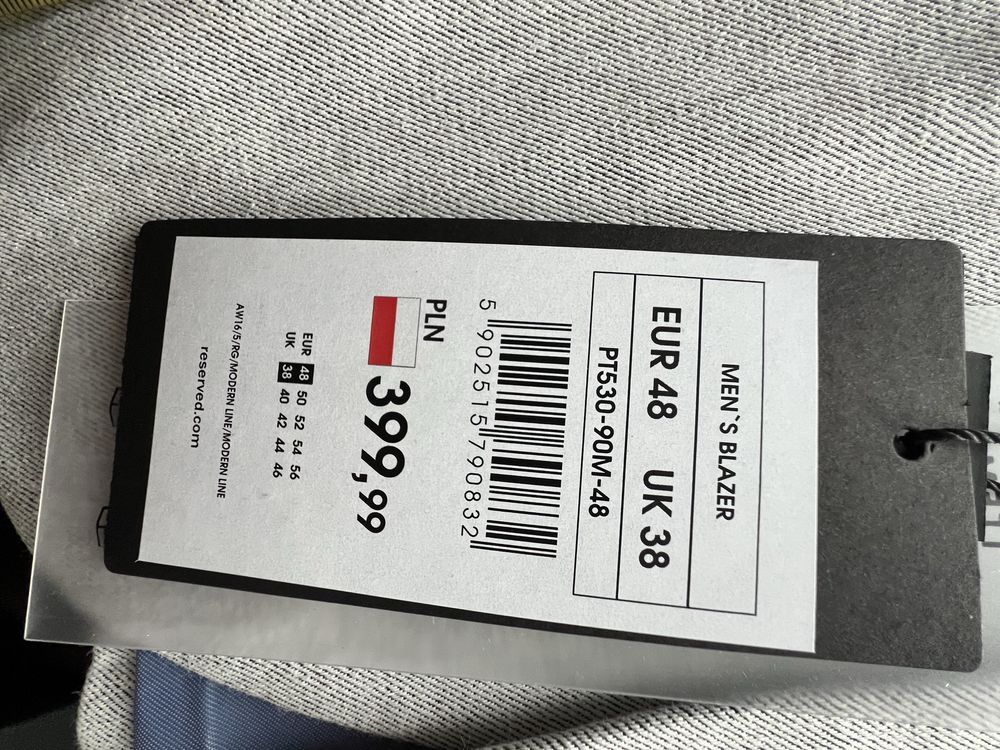 MEN`S BLAZER
EUR 48 UK 38
PT530-90M-48
5 902515 790832
PLN
399,99
EUR 48 50 52 54 56
UK 38 40 42 44 46
AW16/5/RG/MODERN LINE/MODERN LINE
reserved.com